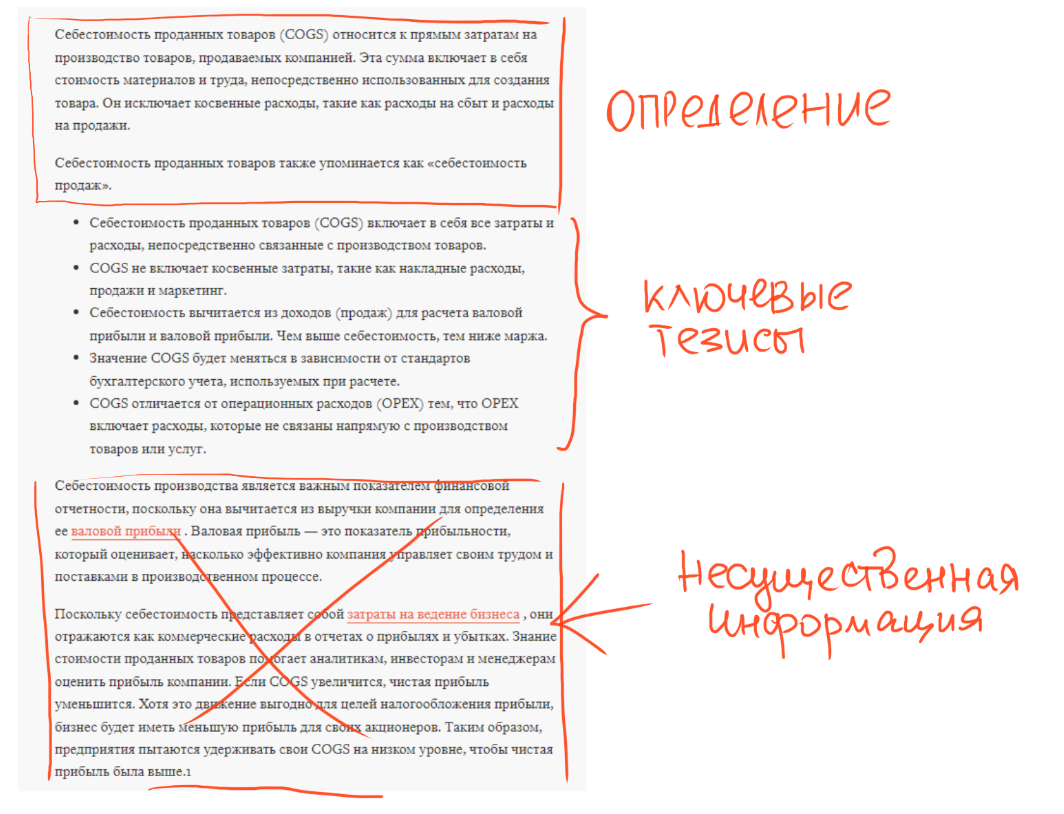 Себестоимость проданных товаров (COGS) относится к прямым затратам на
производство товаров, продаваемых компанией. Эта сумма включает в себя
стоимость материалов и труда, непосредственно использованных для создания
товара. Он исключает косвенные расходы, такие как расходы на сбыт и расходы
на продажи.
Себестоимость проданных товаров также упоминается как «себестоимость
продаж».
ОПРЕДЕЛЕНИЕ
• Себестоимость проданных товаров (COGS) включает в себя все затраты и
расходы, непосредственно связанные с производством товаров.
• COGS не включает косвенные затраты, такие как накладные расходы,
продажи и маркетинг.
• Себестоимость вычитается из доходов (продаж) для расчета валовой
прибыли и валовой прибыли. Чем выше себестоимость, тем ниже маржа.
• Значение COGS будет меняться в зависимости от стандартов
бухгалтерского учета, используемых при расчете.
• COGS отличается от операционных расходов (OPEX) тем, что OPEX
включает расходы, которые не связаны напрямую с производством
товаров или услуг.
КЛЮЧЕВЫЕ
ТЕЗИСЫ
Себестоимость производства является важным показателем финансовой
отчетности, поскольку она вычитается из выручки компании для определения
ее валовой прибыли . Валовая прибыль — это показатель прибыльности,
который оценивает, насколько эффективно компания управляет своим трудом и
поставками в производственном процессе.
Поскольку себестоимость представляет собой затраты на ведение бизнеса , они
отражаются как коммерческие расходы в отчетах о прибылях и убытках. Знание
стоимости проданных товаров помогает аналитикам, инвесторам и менеджерам
оценить прибыль компании. Если COGS увеличится, чистая прибыль
уменьшится. Хотя это движение выгодно для целей налогообложения прибыли,
бизнес будет иметь меньшую прибыль для своих акционеров. Таким образом,
предприятия пытаются удерживать свои COGS на низком уровне, чтобы чистая
прибыль была выше.1
Несущественная
информация